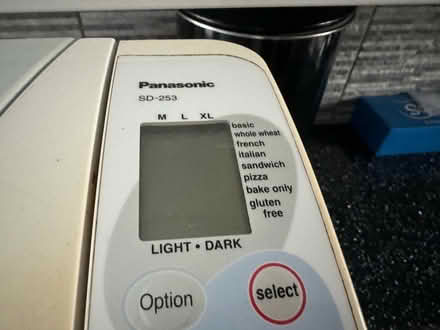 Panasonic
SD-253
M L XL
basic
whole wheat
french
italian
sandwich
pizza
bake only
gluten
free
LIGHT • DARK
Option
select